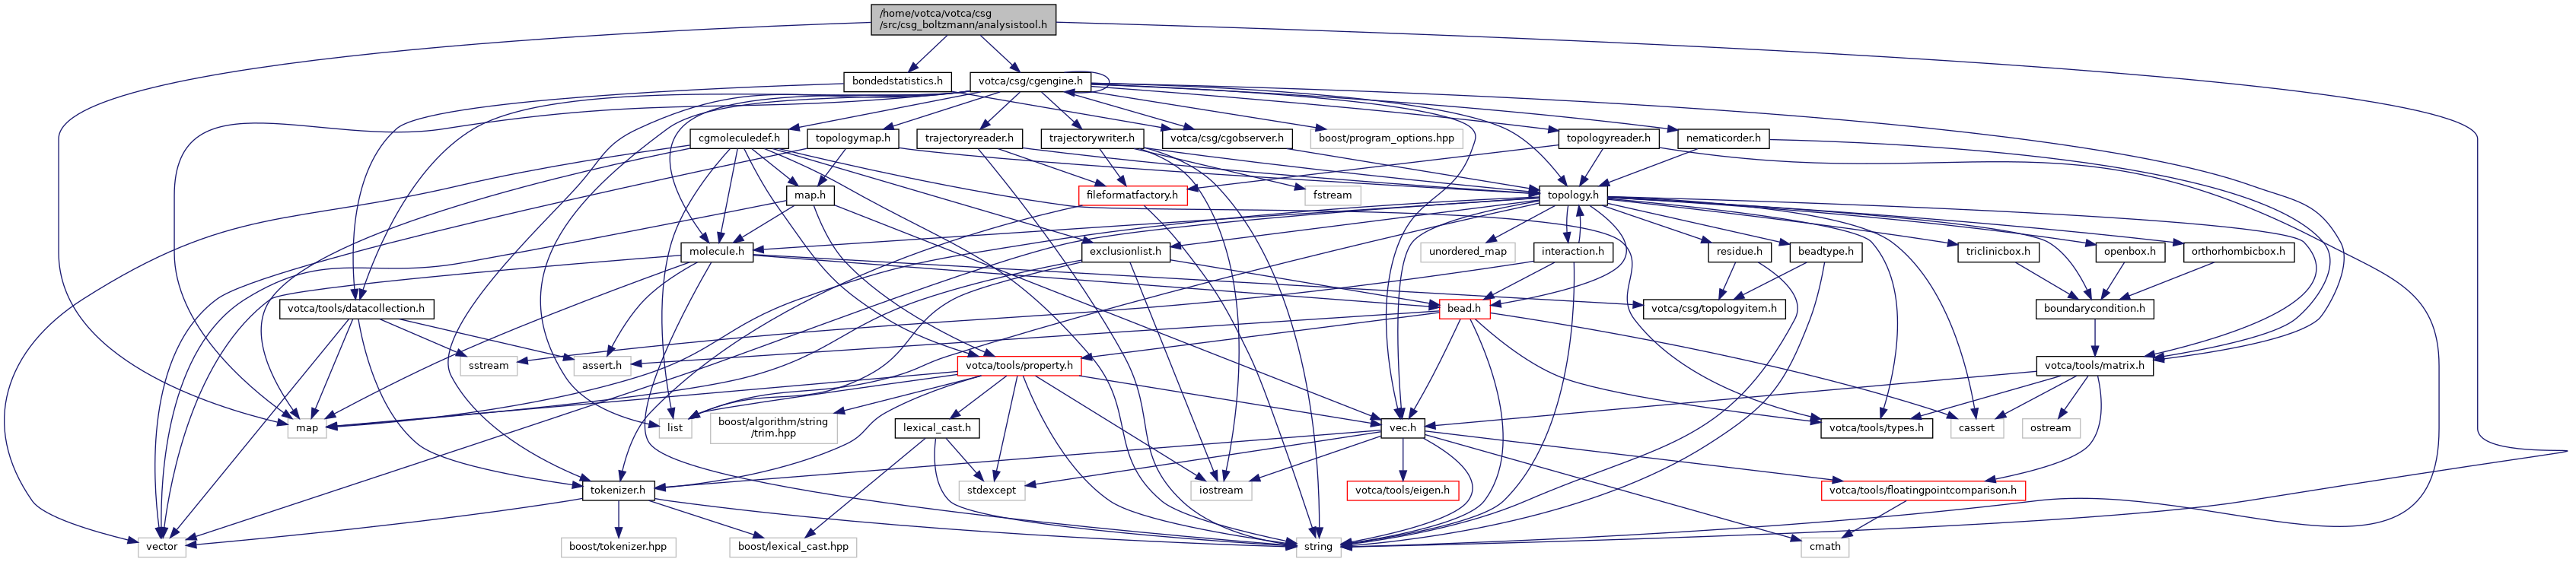 /home/votca/votca/csg
/src/csg_boltzmann/analysistool.h
bondedstatistics.h
votca/csg/cgengine.h
cgmoleculedef.h
topologymap.h
trajectoryreader.h
trajectorywriter.h
votca/csg/cgobserver.h
boost/program_options.hpp
topologyreader.h
nematicorder.h
map.h
fileformatfactory.h
fstream
topology.h
molecule.h
exclusionlist.h
unordered_map
interaction.h
residue.h
beadtype.h
triclinicbox.h
openbox.h
orthorhombicbox.h
votca/tools/datacollection.h
bead.h
votca/csg/topologyitem.h
boundarycondition.h
sstream
assert.h
votca/tools/property.h
votca/tools/matrix.h
map
list
boost/algorithm/string
/trim.hpp
lexical_cast.h
vec.h
votca/tools/types.h
cassert
ostream
tokenizer.h
stdexcept
iostream
votca/tools/eigen.h
votca/tools/floatingpointcomparison.h
vector
boost/tokenizer.hpp
boost/lexical_cast.hpp
string
cmath